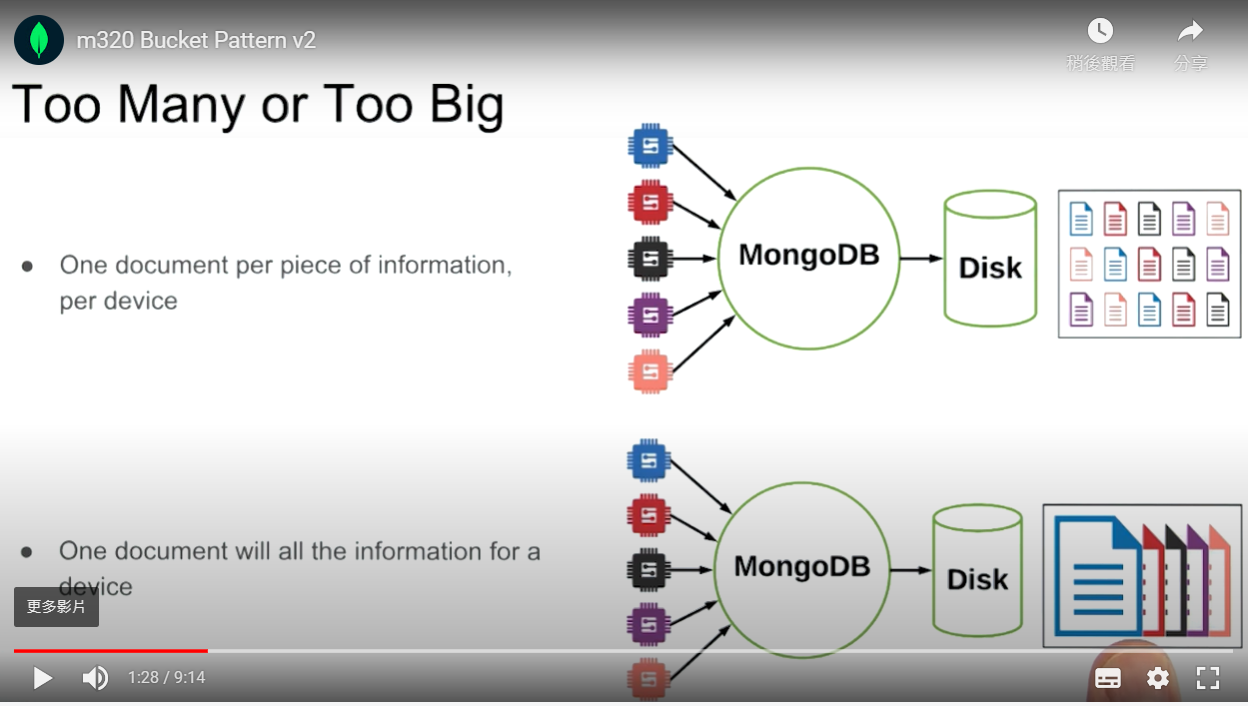 m320 Bucket Pattern v2
稍後觀看
分享
Too Many or Too Big
● One document per piece of information,
per device
MongoDB
Disk
● One document will all the information for a
device
MongoDB
Disk
更多影片
1:28 / 9:14